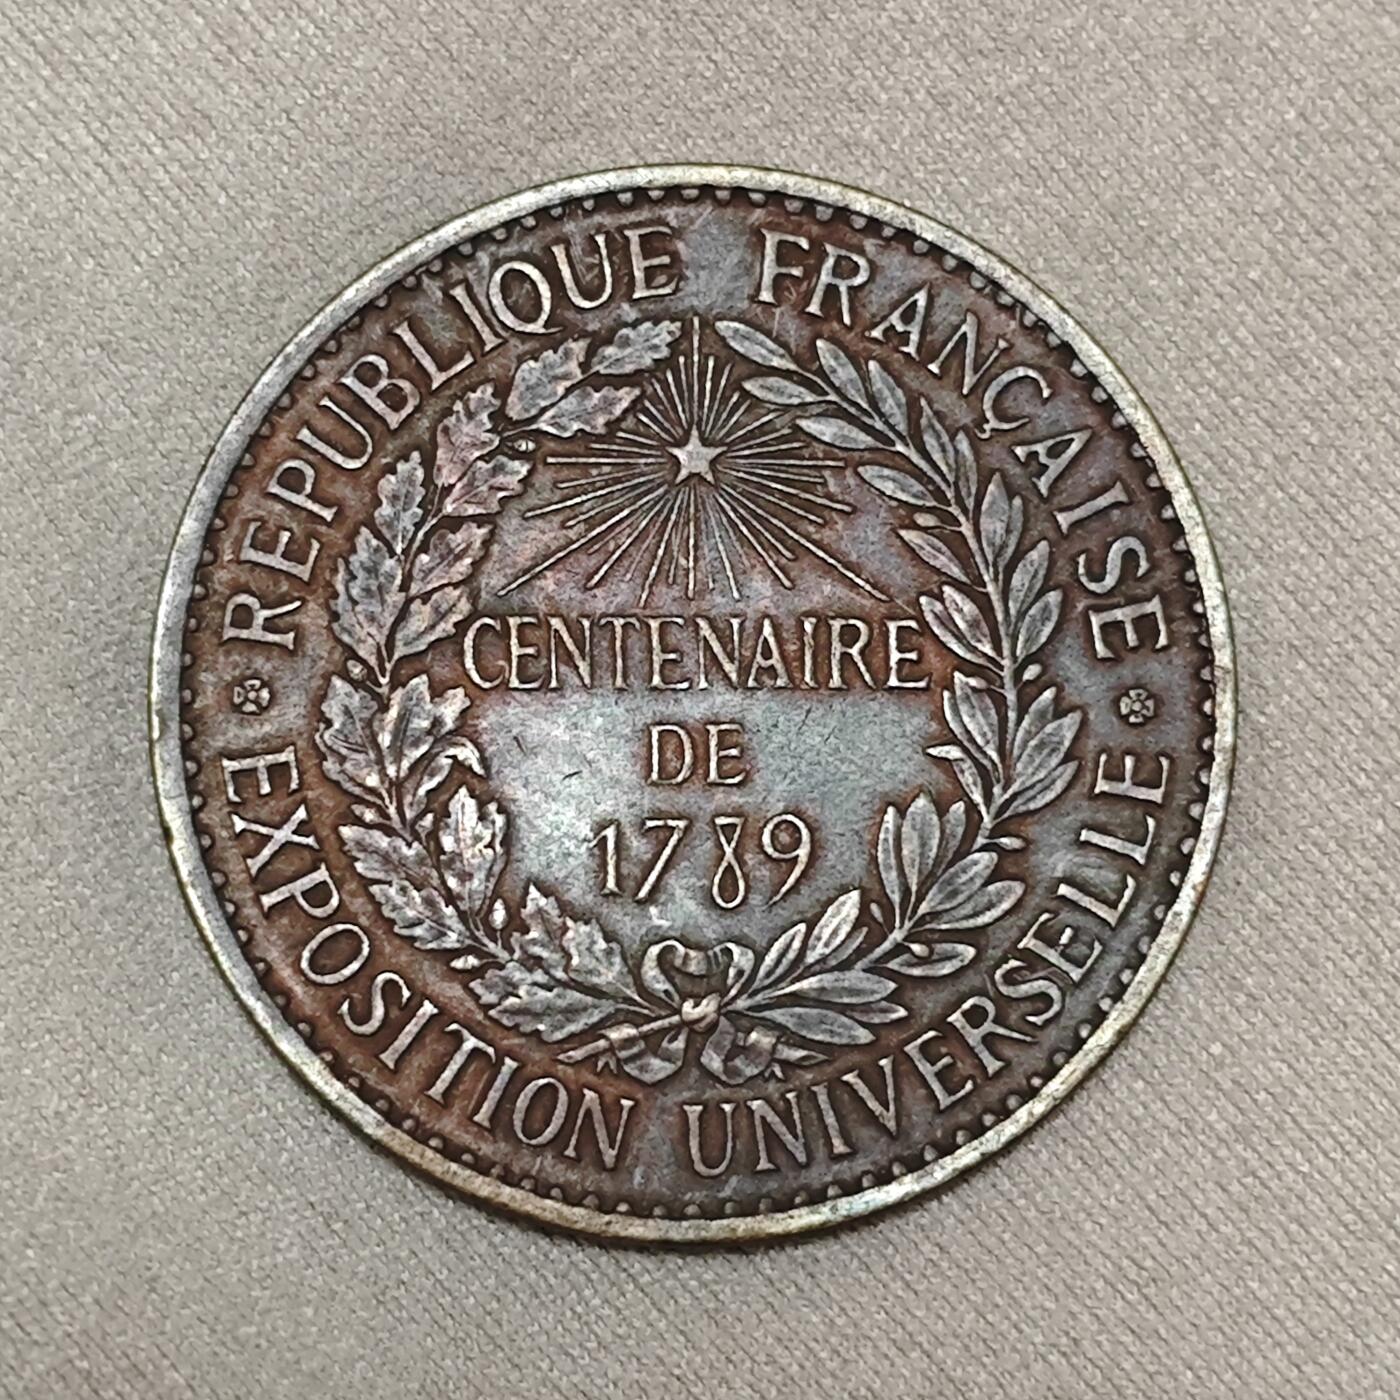 REPUBLIQUE FRANÇAISE
CENTENAIRE
DE
1789
EXPOSITION UNIVERSELLE